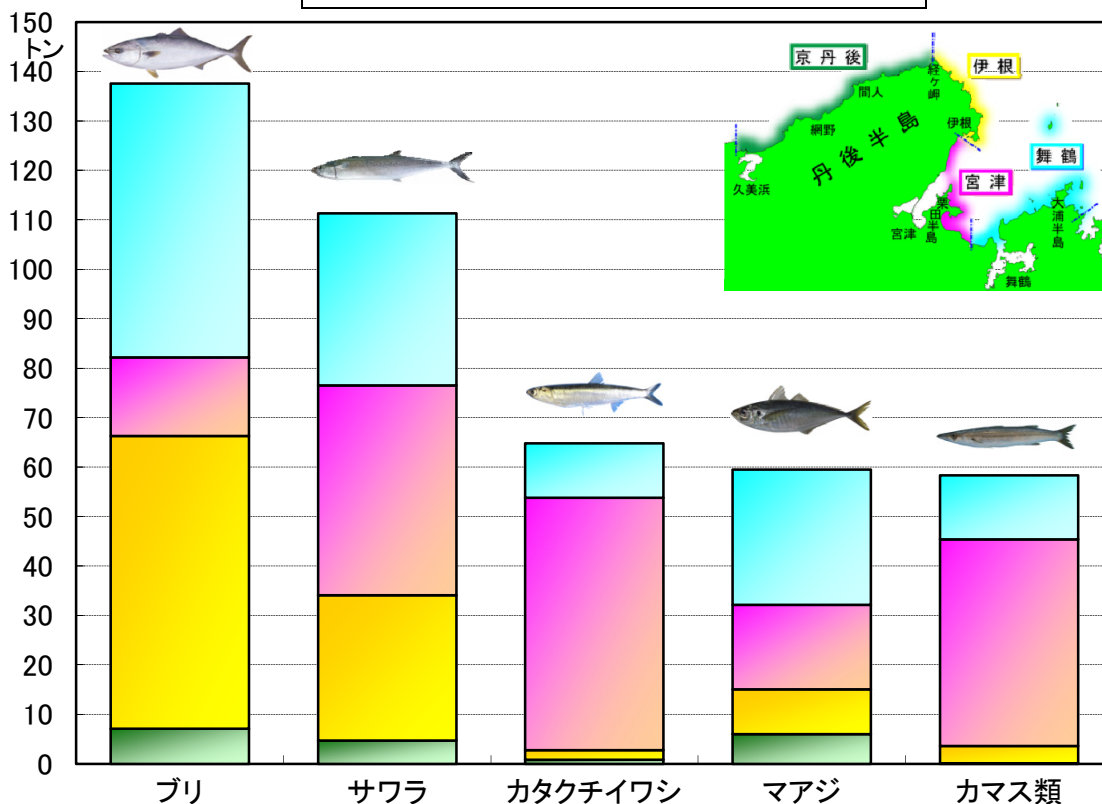 150
トン
140
130
120
110
100
90
80
70
60
50
40
30
20
10
0
ブリ
サワラ
カタクチイワシ
マアジ
カマス類
京丹後
伊根
経ケ岬
間人
網野
伊根
丹後半島
舞鶴
久美浜
宮津
栗田半島
宮津
大浦半島
舞鶴